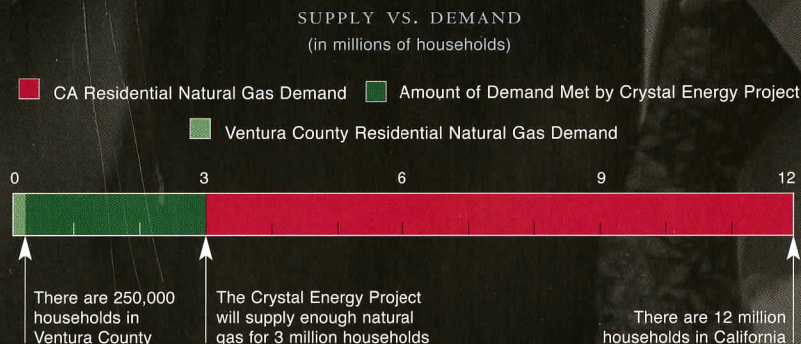 SUPPLY VS. DEMAND
(in millions of households)
CA Residential Natural Gas Demand
Amount of Demand Met by Crystal Energy Project
Ventura County Residential Natural Gas Demand
0 3 6 9 12
There are 250,000
households in
Ventura County
The Crystal Energy Project
will supply enough natural
gas for 3 million households
There are 12 million
households in California